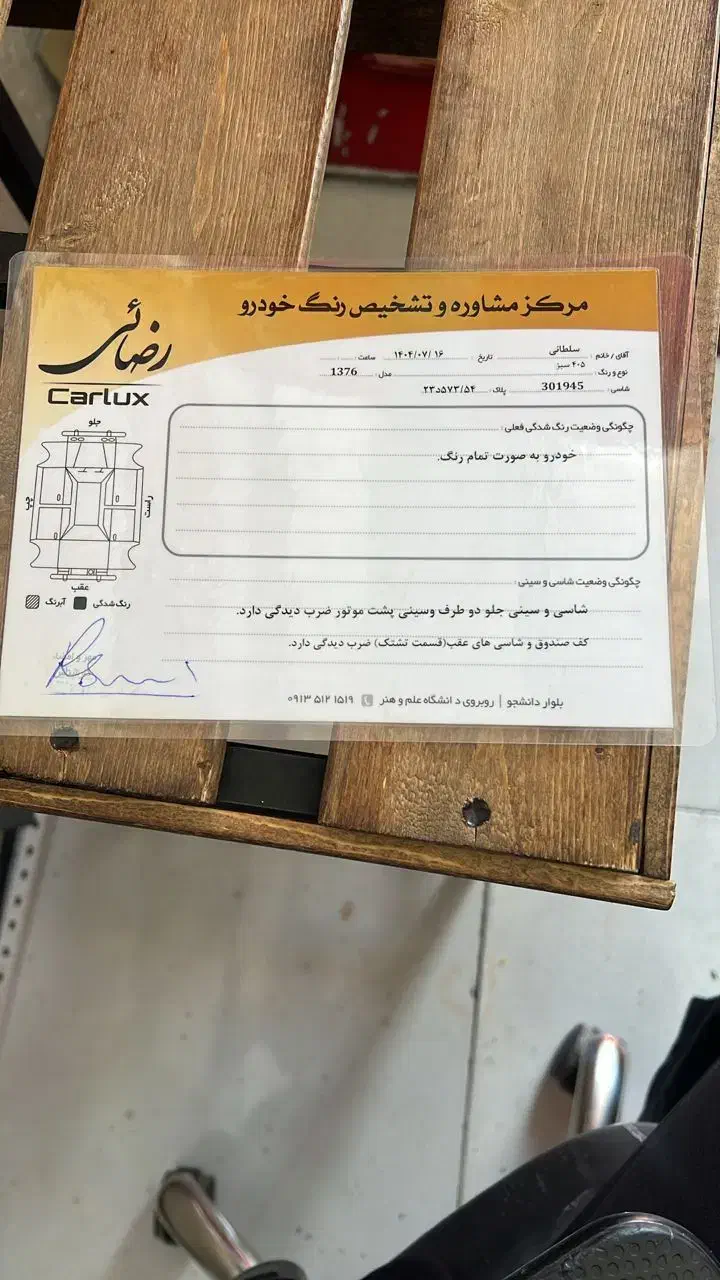 مرکز مشاوره و تشخیص رنگ خودرو
رضائی
Carlux
آقای / خانم : سلطانی تاریخ : ۱۴۰۴/۰۷/۱۶ ساعت :
نوع و رنگ : ۴۰۵ سبز مدل : 1376
شاسی : 301945 پلاک : ۲۳د۵۷۳/۵۴
چگونگی وضعیت رنگ شدگی فعلی :
خودرو به صورت تمام رنگ.
جلو
چپ
راست
عقب
رنگ‌شدگی آبرنگ
چگونگی وضعیت شاسی و سینی :
شاسی و سینی جلو دو طرف وسینی پشت موتور ضرب دیدگی دارد.
کف صندوق و شاسی های عقب(قسمت تشتک) ضرب دیدگی دارد.
مهر و امضاء
بلوار دانشجو | روبروی دانشگاه علم و هنر ۰۹۱۳ ۵۱۲ ۱۵۱۹